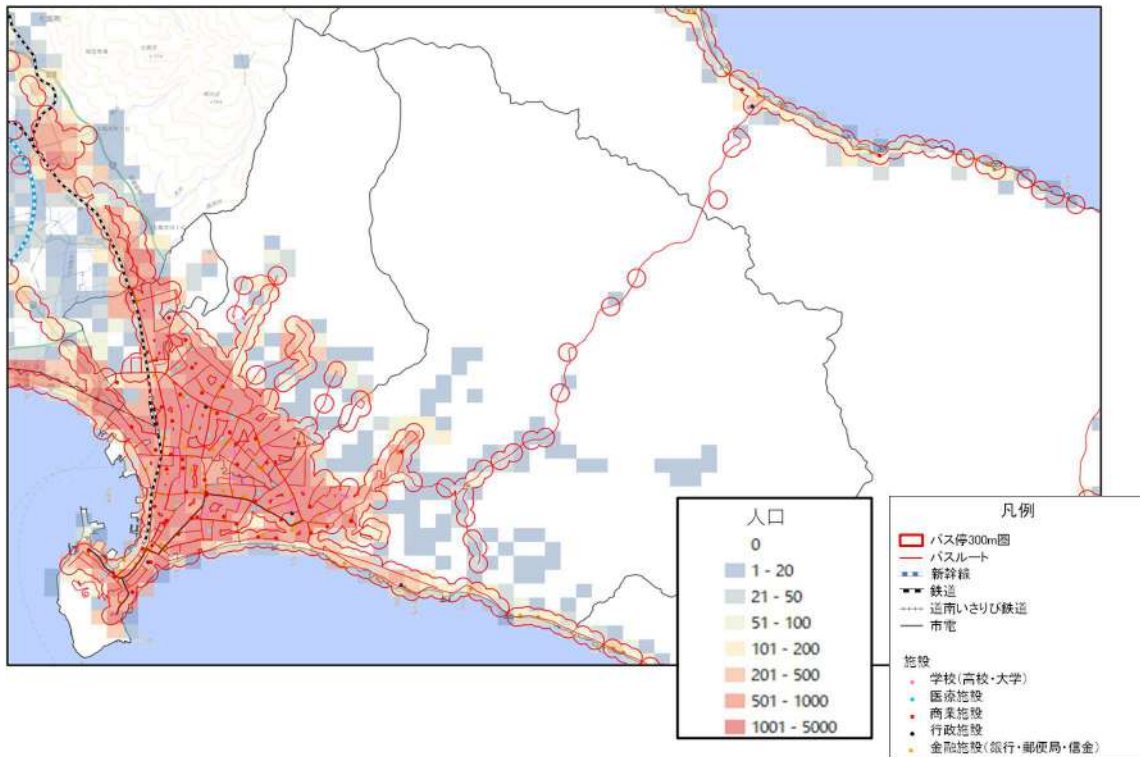 人口
0
1 - 20
21 - 50
51 - 100
101 - 200
201 - 500
501 - 1000
1001 - 5000
凡例
バス停300m圏
バスルート
新幹線
鉄道
道南いさりび鉄道
市電
施設
学校(高校・大学)
医療施設
商業施設
行政施設
金融施設(銀行・郵便局・信金)